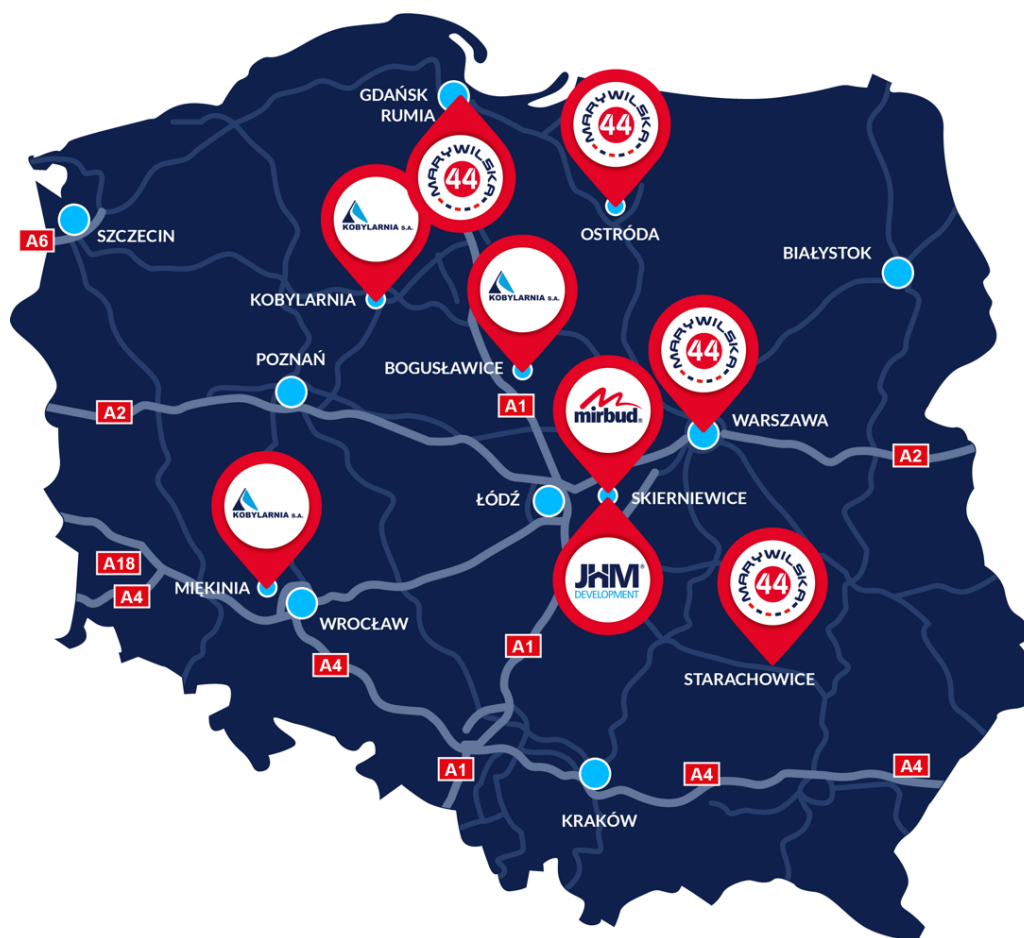 GDAŃSK
RUMIA
MARYWILSKA
44
MARYWILSKA
44
KOBYLARNIA S.A.
SZCZECIN
A6
OSTRÓDA
BIAŁYSTOK
KOBYLARNIA S.A.
KOBYLARNIA
MARYWILSKA
44
POZNAŃ
BOGUSŁAWICE
A2
A1
mirbud®
WARSZAWA
A2
ŁÓDŹ
SKIERNIEWICE
KOBYLARNIA S.A.
A18
A4
MIĘKINIA
JHM®
DEVELOPMENT
MARYWILSKA
44
WROCŁAW
A4
A1
STARACHOWICE
A1
A4
A4
KRAKÓW